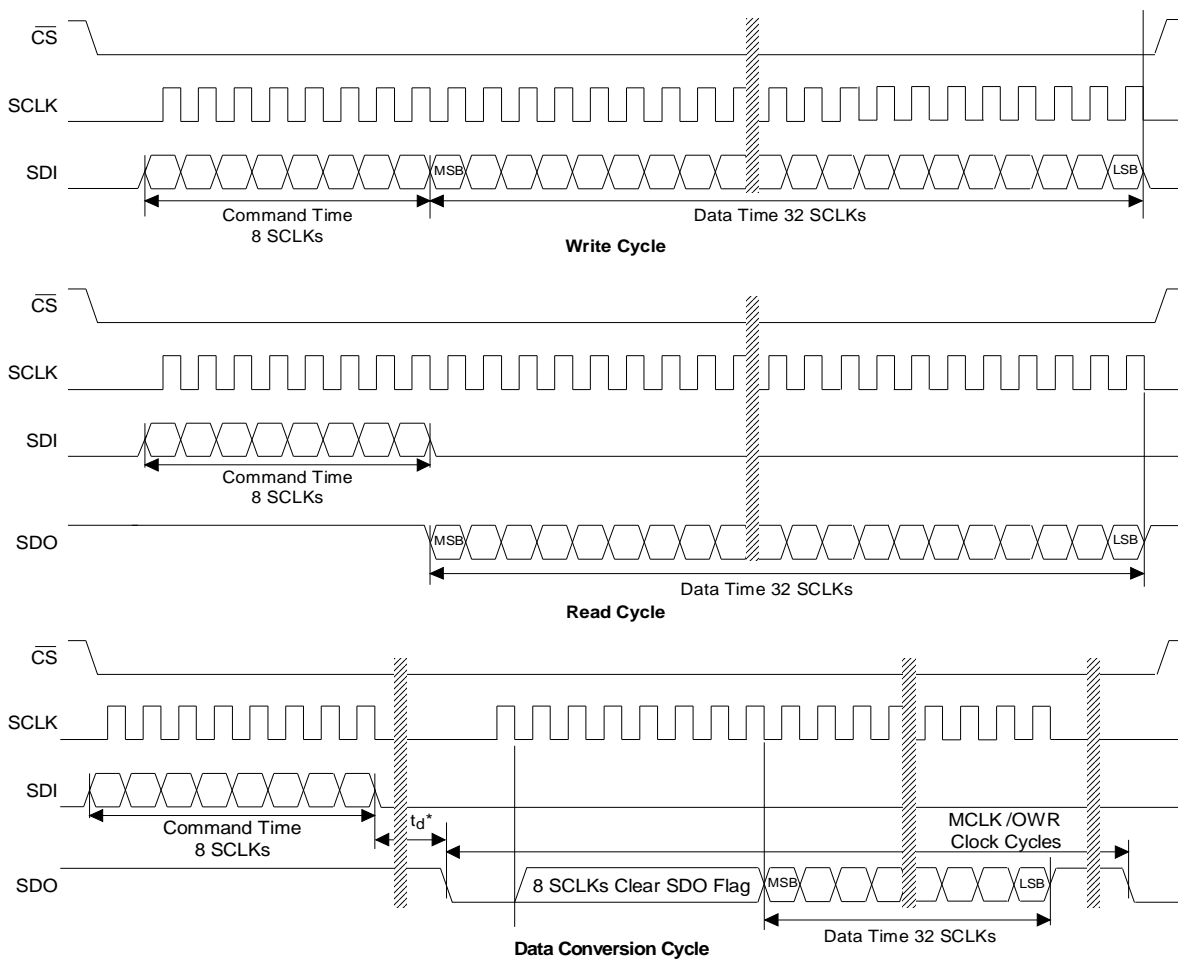 CS
SCLK
SDI
MSB
LSB
Command Time
8 SCLKs
Data Time 32 SCLKs
Write Cycle
CS
SCLK
SDI
Command Time
8 SCLKs
SDO
MSB
LSB
Data Time 32 SCLKs
Read Cycle
CS
SCLK
SDI
Command Time
8 SCLKs
td*
MCLK /OWR
Clock Cycles
SDO
8 SCLKs Clear SDO Flag
MSB
LSB
Data Time 32 SCLKs
Data Conversion Cycle